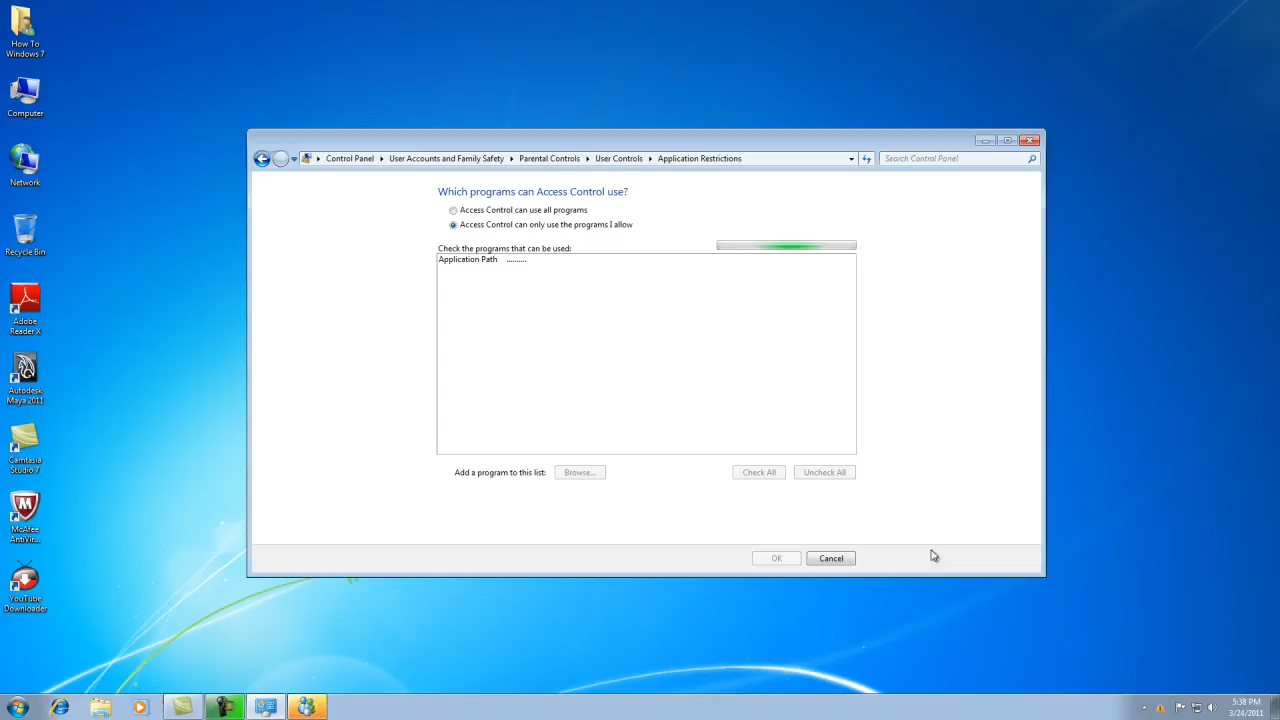 How To
Windows 7
Computer
Network
Recycle Bin
Adobe
Reader X
Autodesk
Maya 2011
Camtasia
Studio 7
McAfee
AntiVir...
YouTube
Downloader
Control Panel
User Accounts and Family Safety
Parental Controls
User Controls
Application Restrictions
Search Control Panel
Which programs can Access Control use?
Access Control can use all programs
Access Control can only use the programs I allow
Check the programs that can be used:
Application Path ..........
Add a program to this list:
Browse...
Check All
Uncheck All
OK
Cancel
5:38 PM
3/24/2011